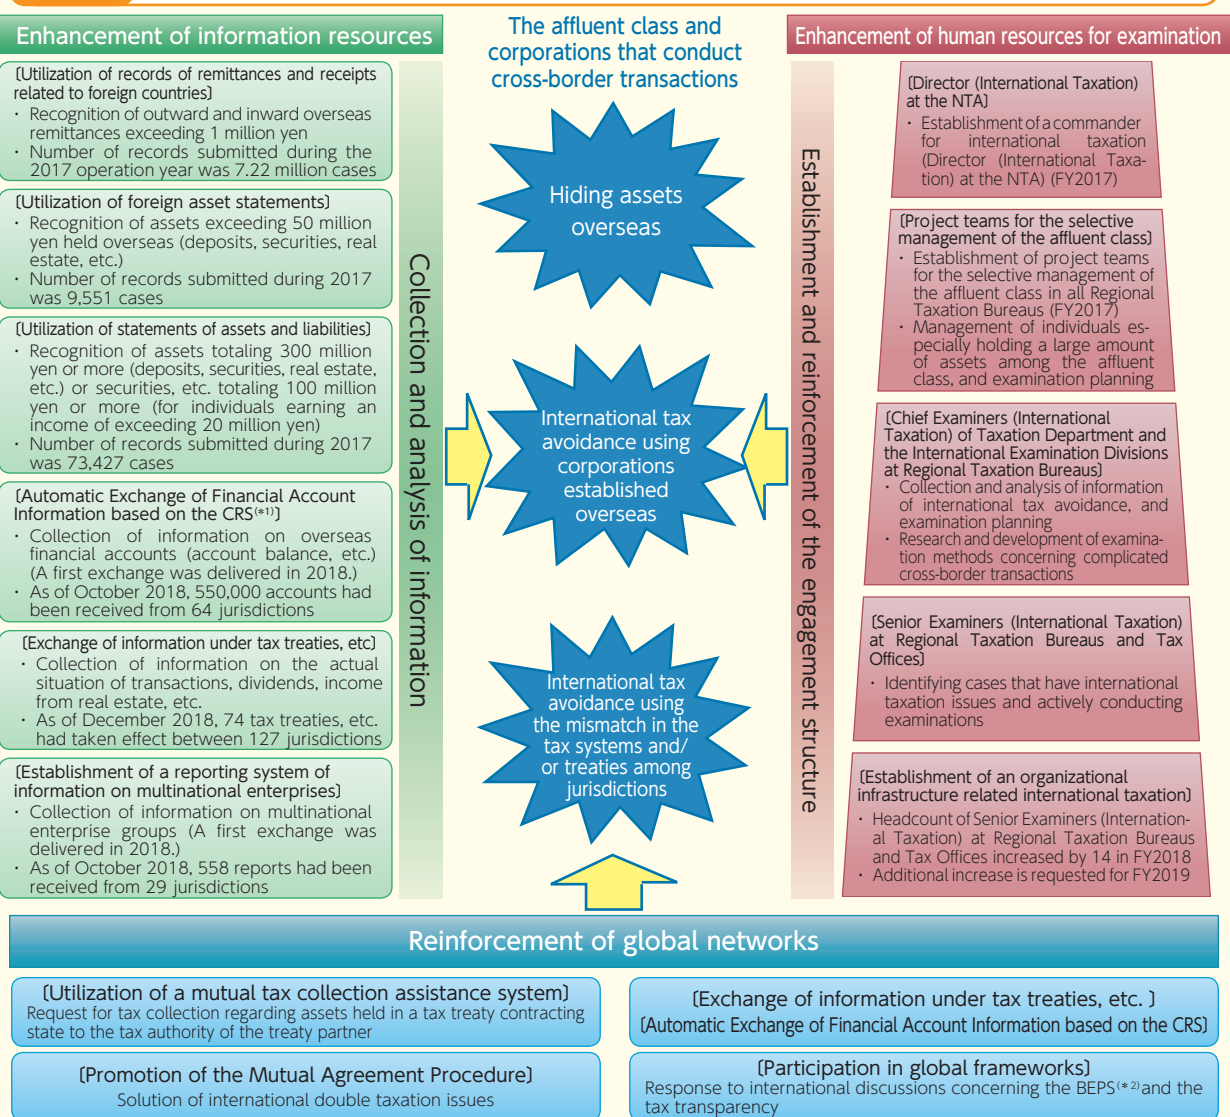 Enhancement of information resources
〔Utilization of records of remittances and receipts
related to foreign countries〕
・ Recognition of outward and inward overseas
remittances exceeding 1 million yen
・ Number of records submitted during the
2017 operation year was 7.22 million cases
〔Utilization of foreign asset statements〕
・ Recognition of assets exceeding 50 million
yen held overseas (deposits, securities, real
estate, etc.)
・ Number of records submitted during 2017
was 9,551 cases
〔Utilization of statements of assets and liabilities〕
・ Recognition of assets totaling 300 million
yen or more (deposits, securities, real estate,
etc.) or securities, etc. totaling 100 million
yen or more (for individuals earning an
income of exceeding 20 million yen)
・ Number of records submitted during 2017
was 73,427 cases
〔Automatic Exchange of Financial Account
Information based on the CRS(*1)〕
・ Collection of information on overseas
financial accounts (account balance, etc.)
(A first exchange was delivered in 2018.)
・ As of October 2018, 550,000 accounts had
been received from 64 jurisdictions
〔Exchange of information under tax treaties, etc〕
・ Collection of information on the actual
situation of transactions, dividends, income
from real estate, etc.
・ As of December 2018, 74 tax treaties, etc.
had taken effect between 127 jurisdictions
〔Establishment of a reporting system of
information on multinational enterprises〕
・ Collection of information on multinational
enterprise groups (A first exchange was
delivered in 2018.)
・ As of October 2018, 558 reports had been
received from 29 jurisdictions
Collection and analysis of information
The affluent class and
corporations that conduct
cross-border transactions
Hiding assets
overseas
International tax
avoidance using
corporations
established
overseas
International tax
avoidance using
the mismatch in the
tax systems and/
or treaties among
jurisdictions
Establishment and reinforcement of the engagement structure
Enhancement of human resources for examination
〔Director (International Taxation)
at the NTA〕
・ Establishment of a commander
for international taxation
(Director (International Taxa-
tion) at the NTA) (FY2017)
〔Project teams for the selective
management of the affluent class〕
・ Establishment of project teams
for the selective management of
the affluent class in all Regional
Taxation Bureaus (FY2017)
・ Management of individuals es-
pecially holding a large amount
of assets among the affluent
class, and examination planning
〔Chief Examiners (International
Taxation) of Taxation Department and
the International Examination Divisions
at Regional Taxation Bureaus〕
・ Collection and analysis of information
of international tax avoidance, and
examination planning
・ Research and development of examina-
tion methods concerning complicated
cross-border transactions
〔Senior Examiners (International Taxation)
at Regional Taxation Bureaus and Tax
Offices〕
・ Identifying cases that have international
taxation issues and actively conducting
examinations
〔Establishment of an organizational
infrastructure related international taxation〕
・ Headcount of Senior Examiners (Internation-
al Taxation) at Regional Taxation Bureaus
and Tax Offices increased by 14 in FY2018
・ Additional increase is requested for FY2019
Reinforcement of global networks
〔Utilization of a mutual tax collection assistance system〕
Request for tax collection regarding assets held in a tax treaty contracting
state to the tax authority of the treaty partner
〔Exchange of information under tax treaties, etc. 〕
〔Automatic Exchange of Financial Account Information based on the CRS〕
〔Promotion of the Mutual Agreement Procedure〕
Solution of international double taxation issues
〔Participation in global frameworks〕
Response to international discussions concerning the BEPS(*2) and the
tax transparency